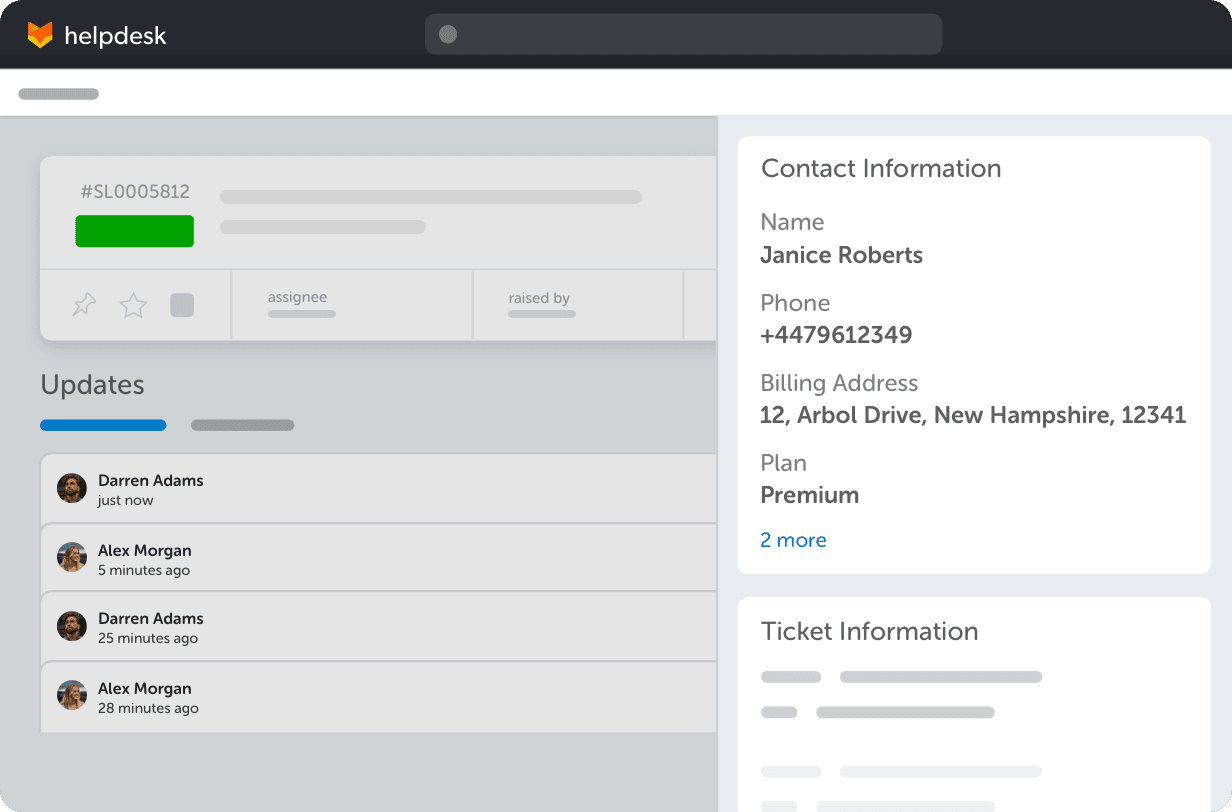 helpdesk
#SL0005812
assignee
raised by
Updates
Darren Adams
just now
Alex Morgan
5 minutes ago
Darren Adams
25 minutes ago
Alex Morgan
28 minutes ago
Contact Information
Name
Janice Roberts
Phone
+4479612349
Billing Address
12, Arbol Drive, New Hampshire, 12341
Plan
Premium
2 more
Ticket Information